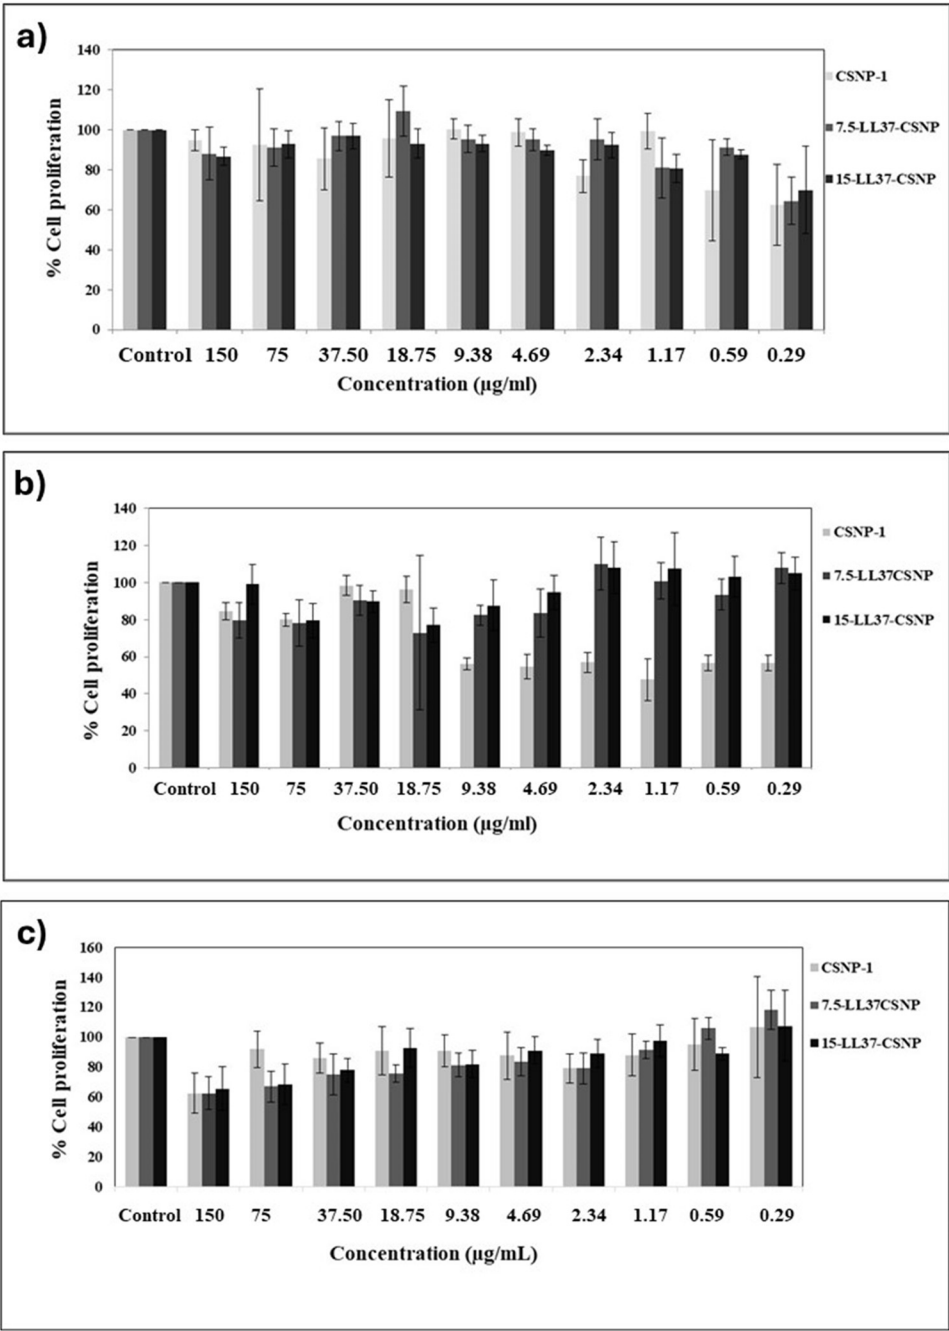 a)
140
120
100
80
60
40
20
0
% Cell proliferation
CSNP-1
7.5-LL37-CSNP
15-LL37-CSNP
Control 150 75 37.50 18.75 9.38 4.69 2.34 1.17 0.59 0.29
Concentration (µg/ml)
b)
140
120
100
80
60
40
20
0
% Cell proliferation
CSNP-1
7.5-LL37CSNP
15-LL37-CSNP
Control 150 75 37.50 18.75 9.38 4.69 2.34 1.17 0.59 0.29
Concentration (µg/ml)
c)
160
140
120
100
80
60
40
20
0
% Cell proliferation
CSNP-1
7.5-LL37CSNP
15-LL37-CSNP
Control 150 75 37.50 18.75 9.38 4.69 2.34 1.17 0.59 0.29
Concentration (µg/mL)